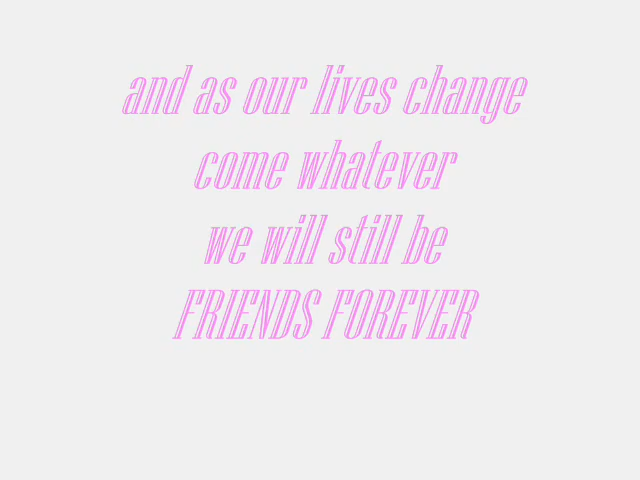 and as our lives change
come whatever
we will still be
FRIENDS FOREVER